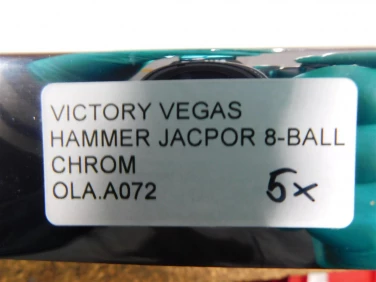 VICTORY VEGAS
HAMMER JACPOR 8-BALL
CHROM
OLA.A072 5x